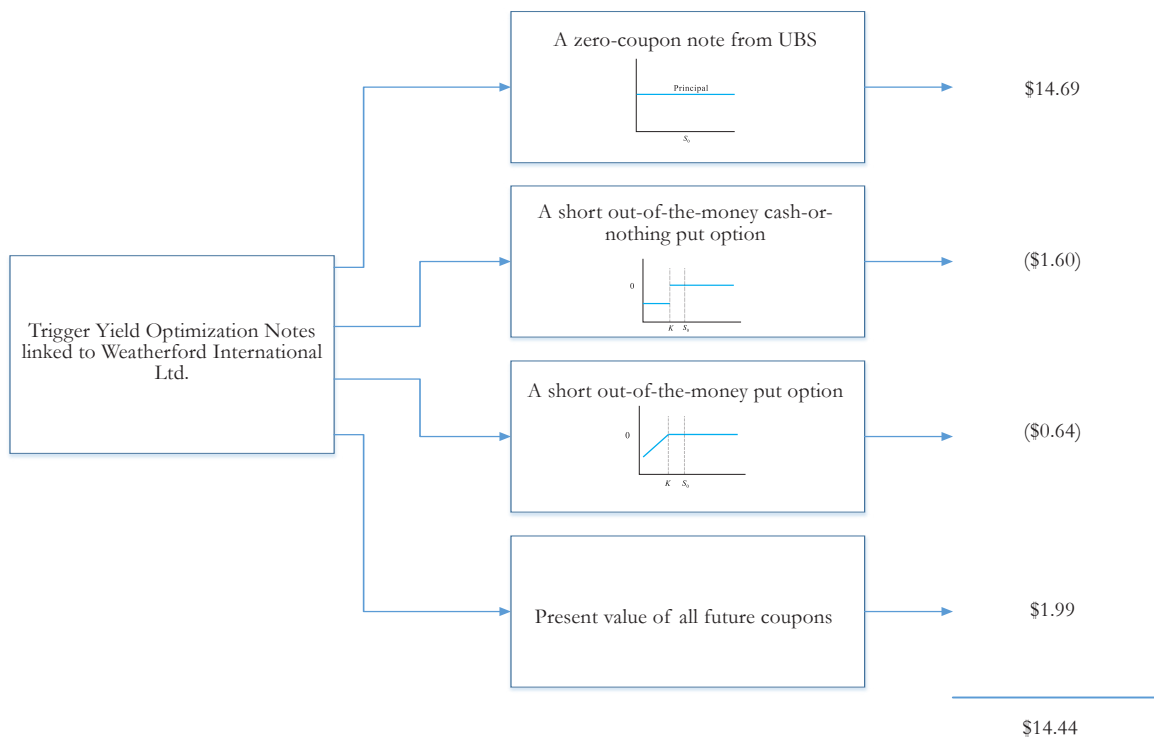 A zero-coupon note from UBS
Principal
S₀
$14.69
A short out-of-the-money cash-or-
nothing put option
0
K
S₀
($1.60)
Trigger Yield Optimization Notes
linked to Weatherford International
Ltd.
A short out-of-the-money put option
0
K
S₀
($0.64)
Present value of all future coupons
$1.99
$14.44